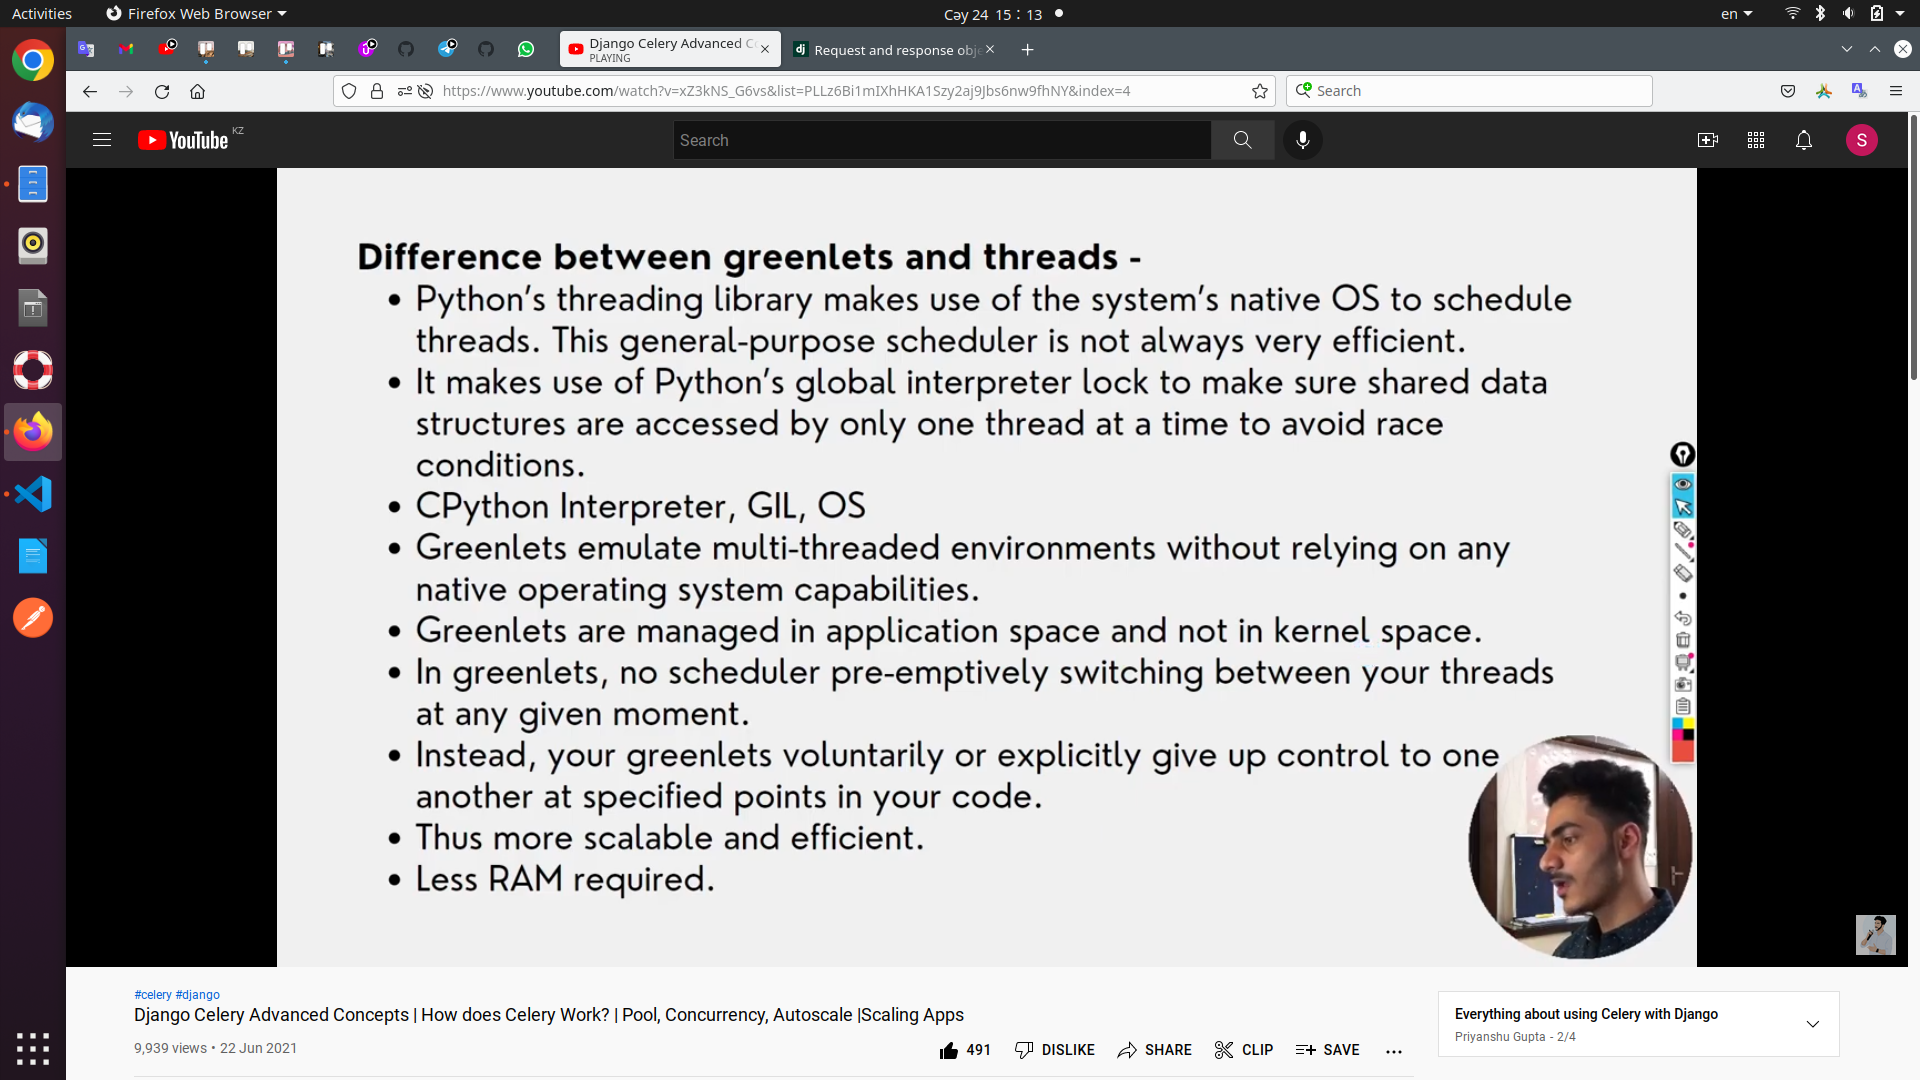 Activities
Firefox Web Browser
Cəy 24 15 : 13
en
Django Celery Advanced C
PLAYING
Request and response obj
https://www.youtube.com/watch?v=xZ3kNS_G6vs&list=PLLz6Bi1mIXhHKA1Szy2aj9Jbs6nw9fhNY&index=4
Search
YouTube KZ
Search
S
Difference between greenlets and threads -
• Python's threading library makes use of the system's native OS to schedule
threads. This general-purpose scheduler is not always very efficient.
• It makes use of Python's global interpreter lock to make sure shared data
structures are accessed by only one thread at a time to avoid race
conditions.
• CPython Interpreter, GIL, OS
• Greenlets emulate multi-threaded environments without relying on any
native operating system capabilities.
• Greenlets are managed in application space and not in kernel space.
• In greenlets, no scheduler pre-emptively switching between your threads
at any given moment.
• Instead, your greenlets voluntarily or explicitly give up control to one
another at specified points in your code.
• Thus more scalable and efficient.
• Less RAM required.
#celery #django
Django Celery Advanced Concepts | How does Celery Work? | Pool, Concurrency, Autoscale |Scaling Apps
9,939 views • 22 Jun 2021
491
DISLIKE
SHARE
CLIP
SAVE
Everything about using Celery with Django
Priyanshu Gupta - 2/4